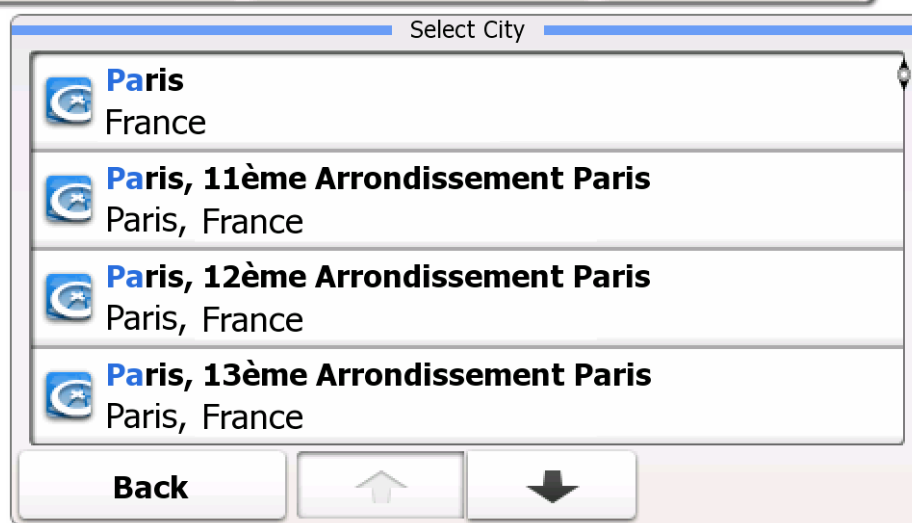 Select City
Paris
France
Paris, 11ème Arrondissement Paris
Paris, France
Paris, 12ème Arrondissement Paris
Paris, France
Paris, 13ème Arrondissement Paris
Paris, France
Back